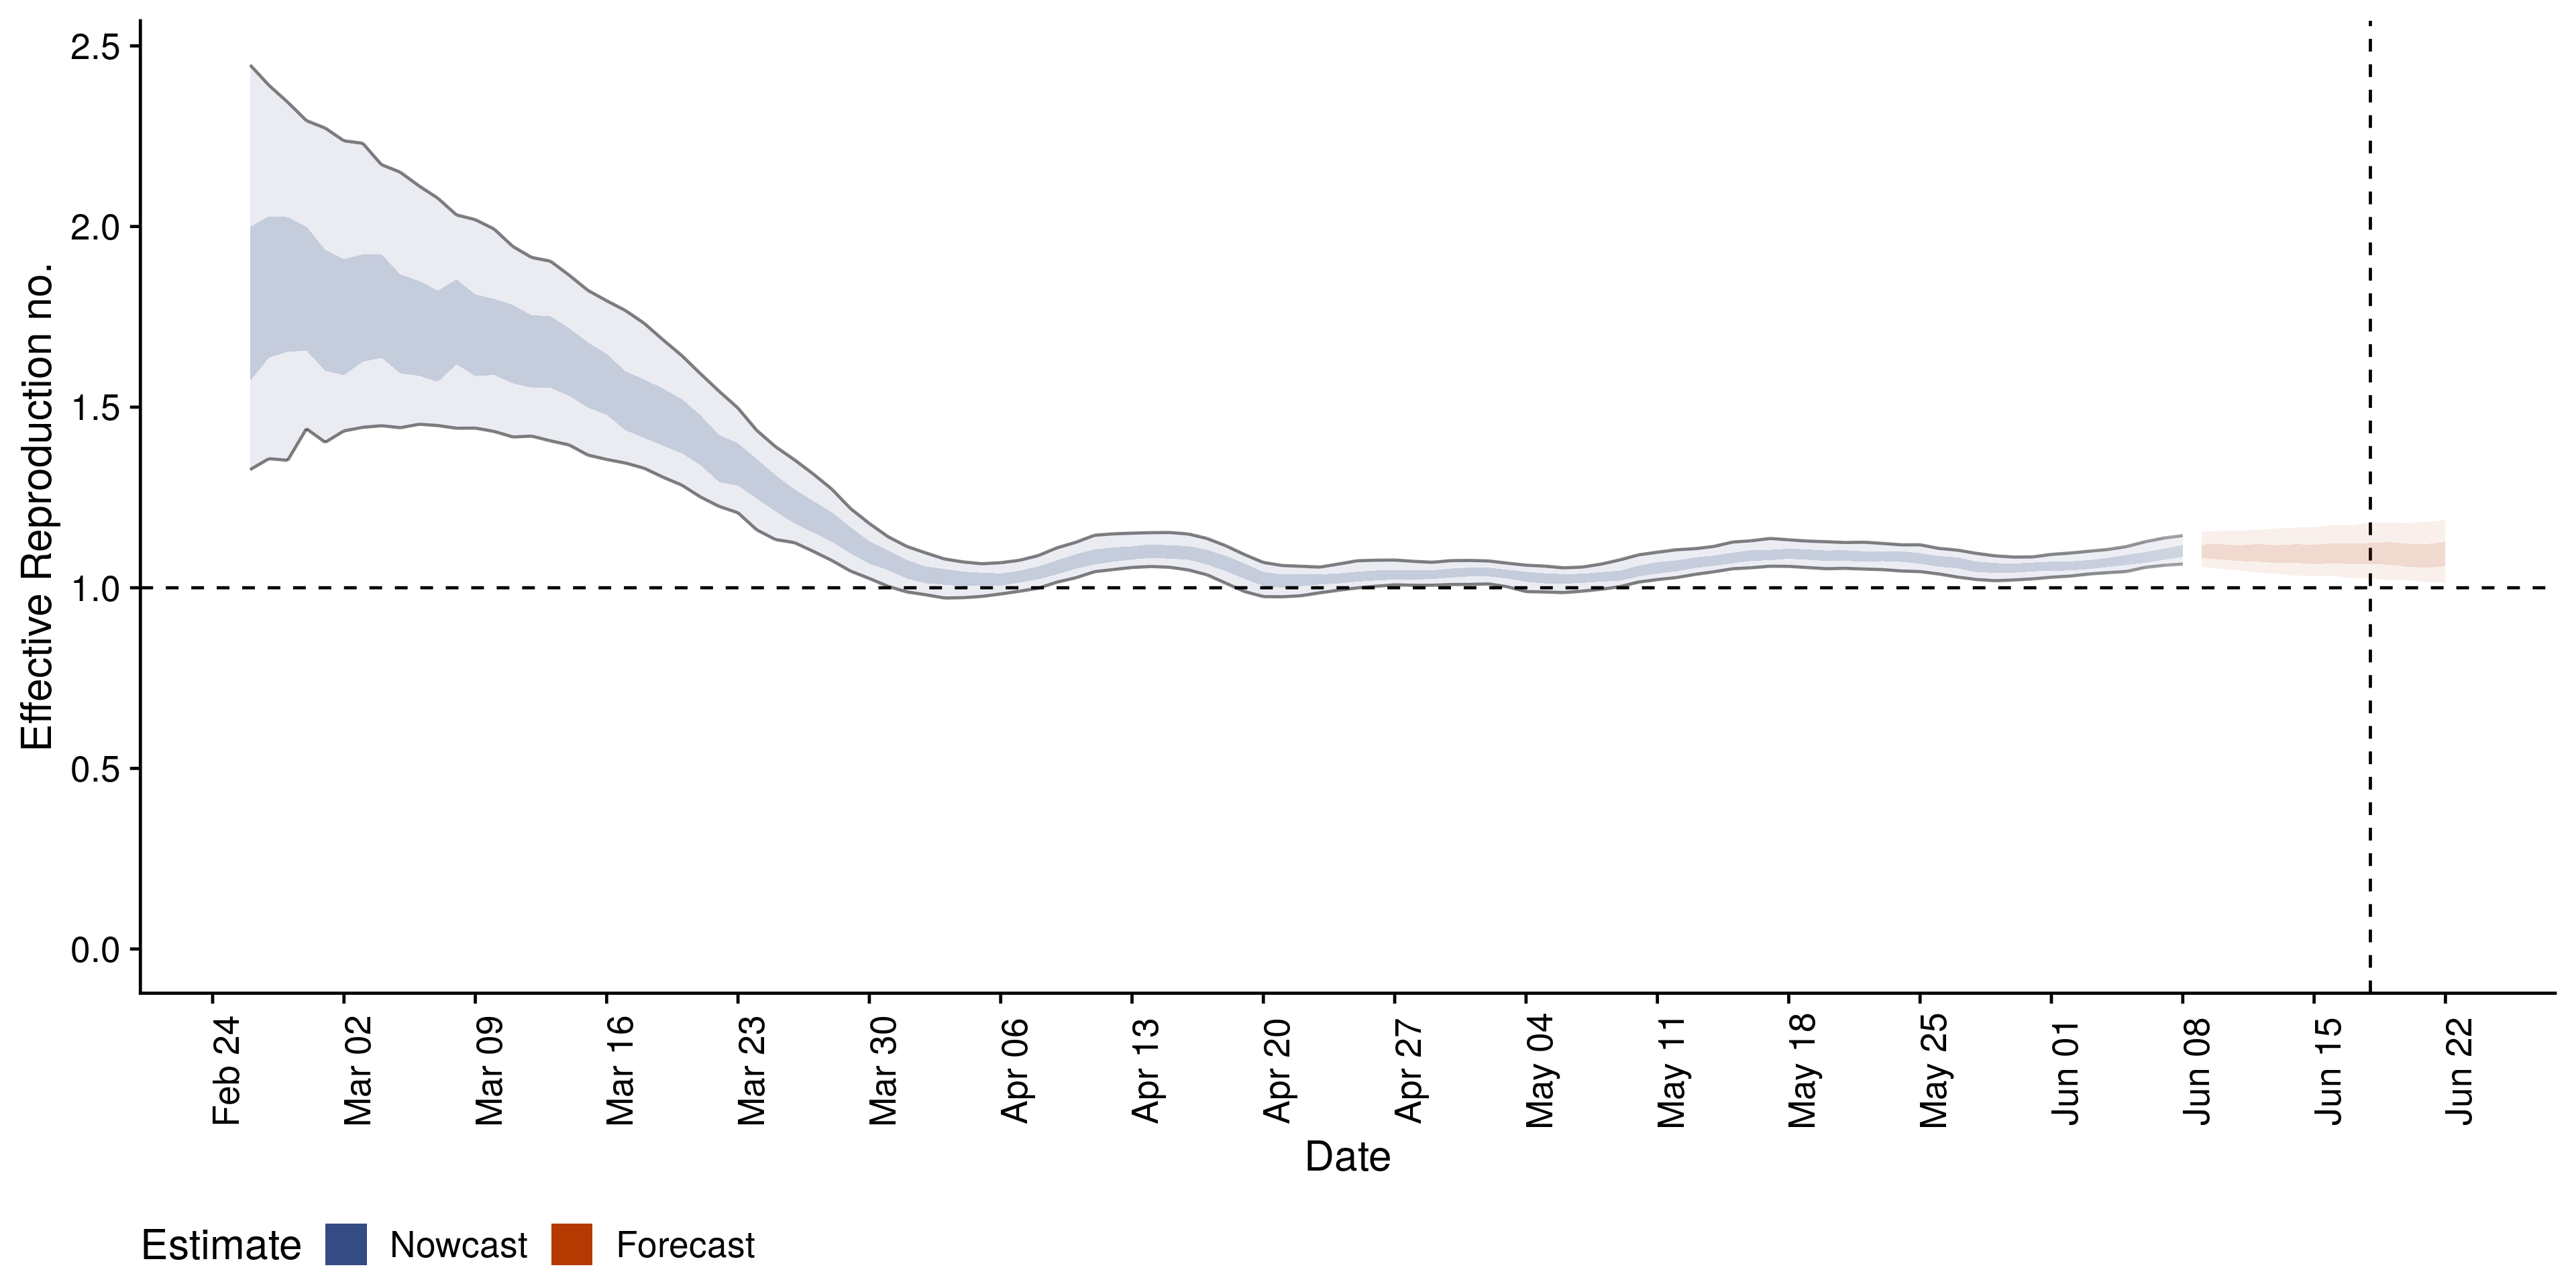 Effective Reproduction no.
2.5
2.0
1.5
1.0
0.5
0.0
Feb 24
Mar 02
Mar 09
Mar 16
Mar 23
Mar 30
Apr 06
Apr 13
Apr 20
Apr 27
May 04
May 11
May 18
May 25
Jun 01
Jun 08
Jun 15
Jun 22
Date
Estimate Nowcast Forecast